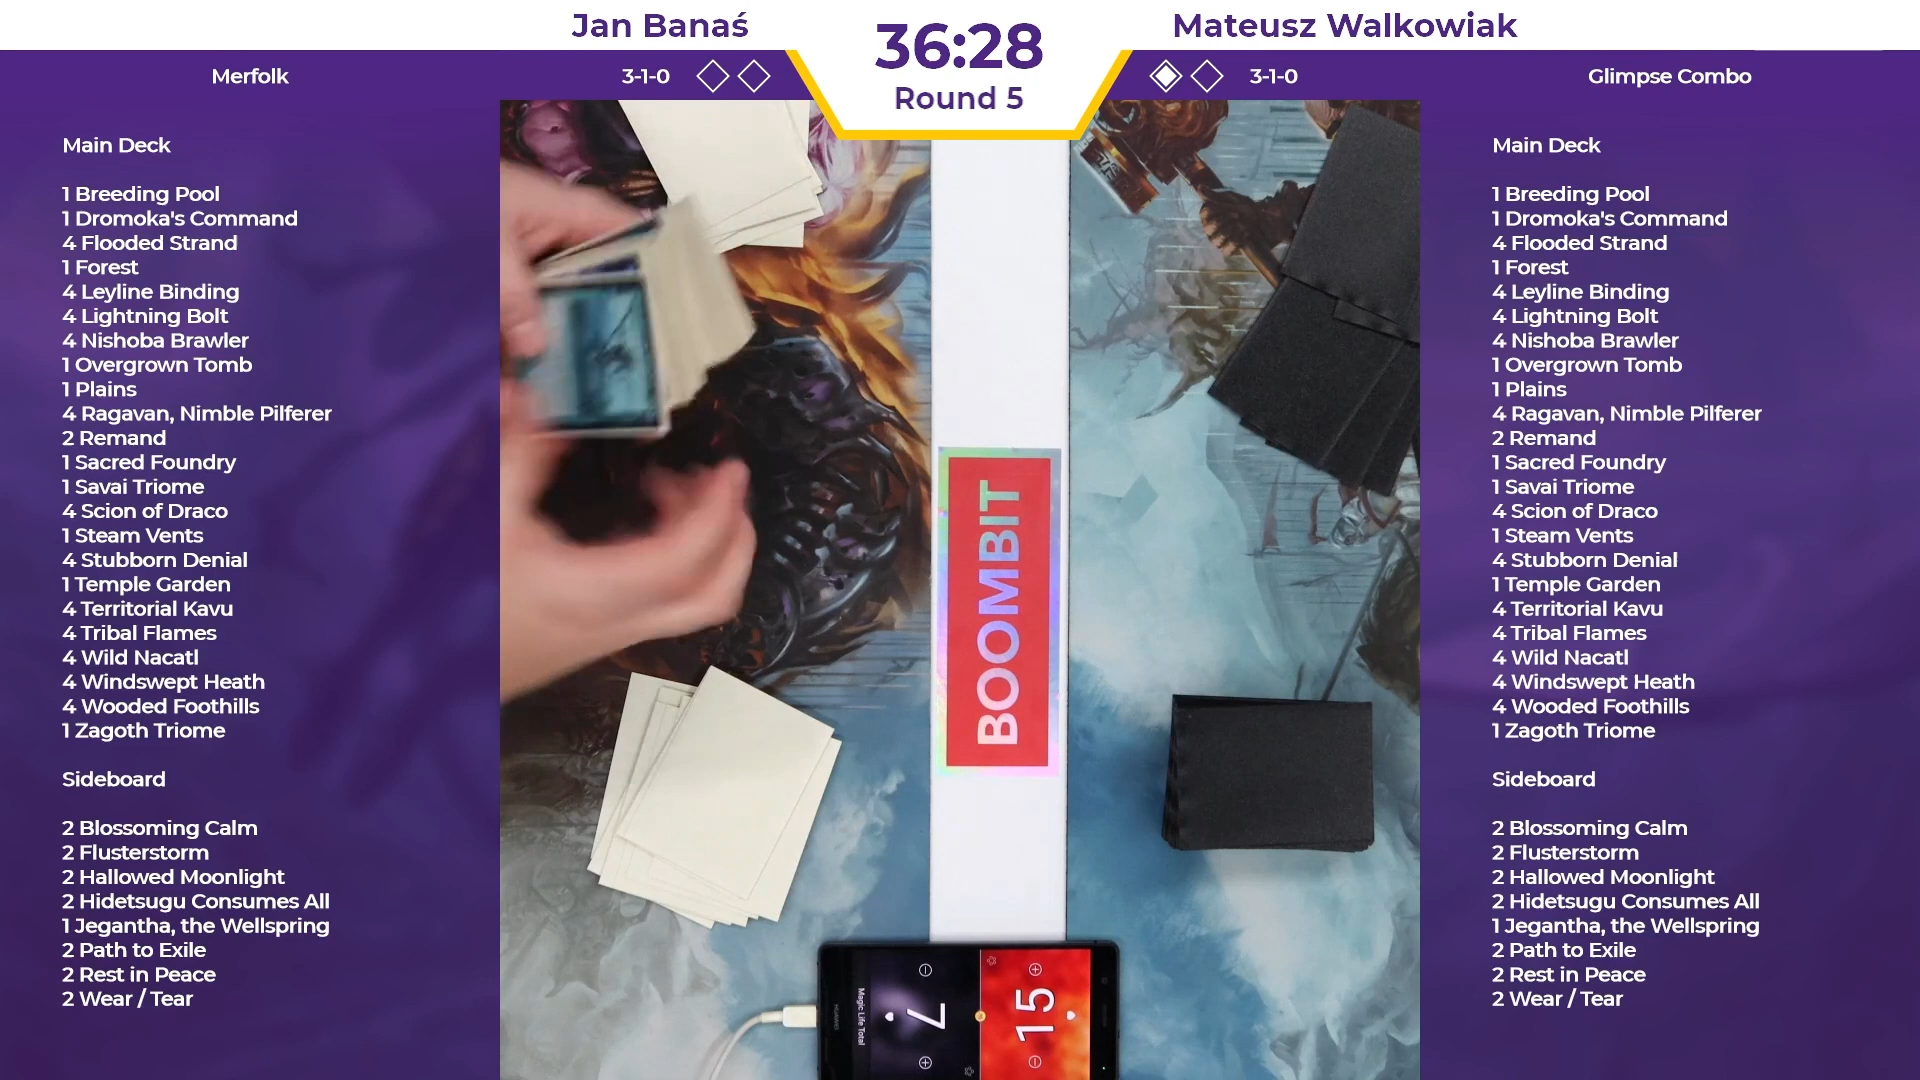 Jan Banaś
36:28
Mateusz Walkowiak
Merfolk
3-1-0
Round 5
3-1-0
Glimpse Combo
Main Deck
1 Breeding Pool
1 Dromoka's Command
4 Flooded Strand
1 Forest
4 Leyline Binding
4 Lightning Bolt
4 Nishoba Brawler
1 Overgrown Tomb
1 Plains
4 Ragavan, Nimble Pilferer
2 Remand
1 Sacred Foundry
1 Savai Triome
4 Scion of Draco
1 Steam Vents
4 Stubborn Denial
1 Temple Garden
4 Territorial Kavu
4 Tribal Flames
4 Wild Nacatl
4 Windswept Heath
4 Wooded Foothills
1 Zagoth Triome
Sideboard
2 Blossoming Calm
2 Flusterstorm
2 Hallowed Moonlight
2 Hidetsugu Consumes All
1 Jegantha, the Wellspring
2 Path to Exile
2 Rest in Peace
2 Wear / Tear
BOOMBIT
Magic Life Total
7
15
HUAWEI
Main Deck
1 Breeding Pool
1 Dromoka's Command
4 Flooded Strand
1 Forest
4 Leyline Binding
4 Lightning Bolt
4 Nishoba Brawler
1 Overgrown Tomb
1 Plains
4 Ragavan, Nimble Pilferer
2 Remand
1 Sacred Foundry
1 Savai Triome
4 Scion of Draco
1 Steam Vents
4 Stubborn Denial
1 Temple Garden
4 Territorial Kavu
4 Tribal Flames
4 Wild Nacatl
4 Windswept Heath
4 Wooded Foothills
1 Zagoth Triome
Sideboard
2 Blossoming Calm
2 Flusterstorm
2 Hallowed Moonlight
2 Hidetsugu Consumes All
1 Jegantha, the Wellspring
2 Path to Exile
2 Rest in Peace
2 Wear / Tear